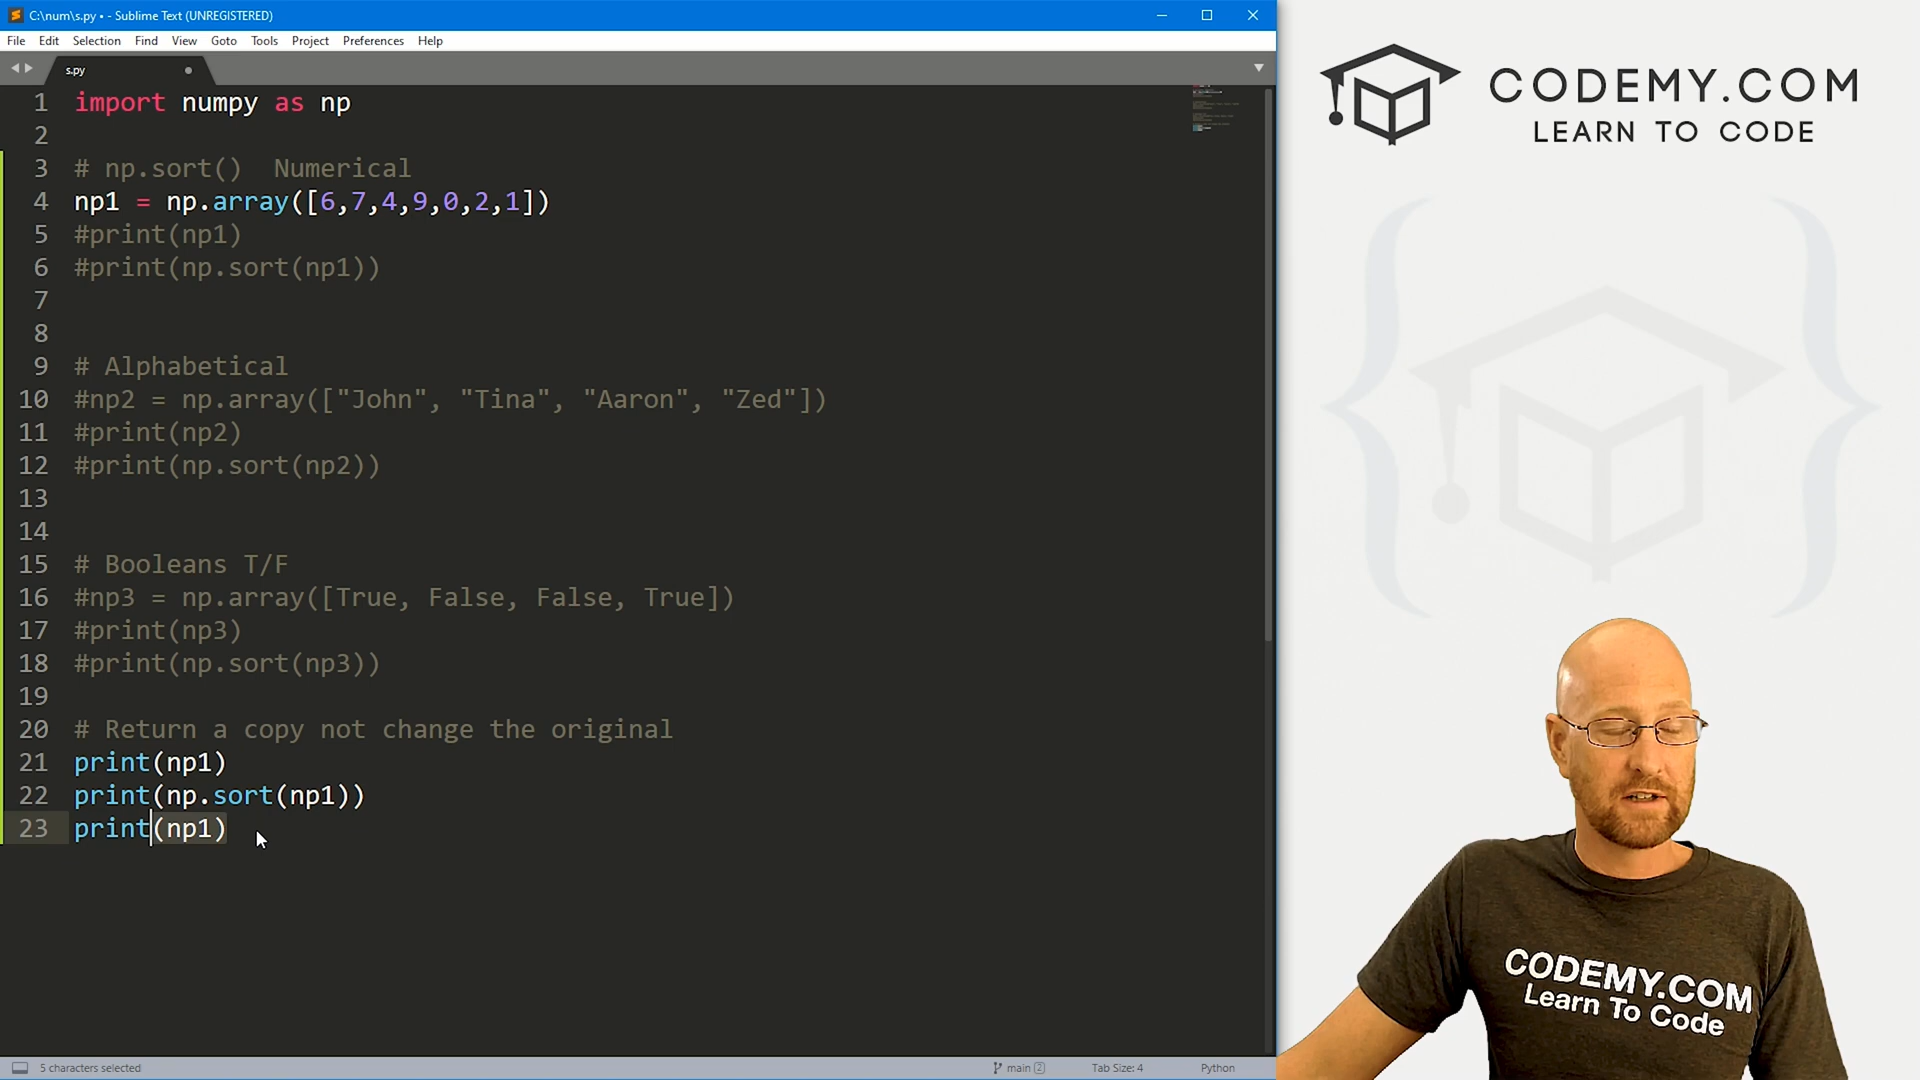 C:\num\s.py • - Sublime Text (UNREGISTERED)
File Edit Selection Find View Goto Tools Project Preferences Help
s.py
1 import numpy as np
2
3 # np.sort()  Numerical
4 np1 = np.array([6,7,4,9,0,2,1])
5 #print(np1)
6 #print(np.sort(np1))
7
8
9 # Alphabetical
10 #np2 = np.array(["John", "Tina", "Aaron", "Zed"])
11 #print(np2)
12 #print(np.sort(np2))
13
14
15 # Booleans T/F
16 #np3 = np.array([True, False, False, True])
17 #print(np3)
18 #print(np.sort(np3))
19
20 # Return a copy not change the original
21 print(np1)
22 print(np.sort(np1))
23 print(np1)
5 characters selected
main 2
Tab Size: 4
Python
CODEMY.COM
LEARN TO CODE
CODEMY.COM
Learn To Code